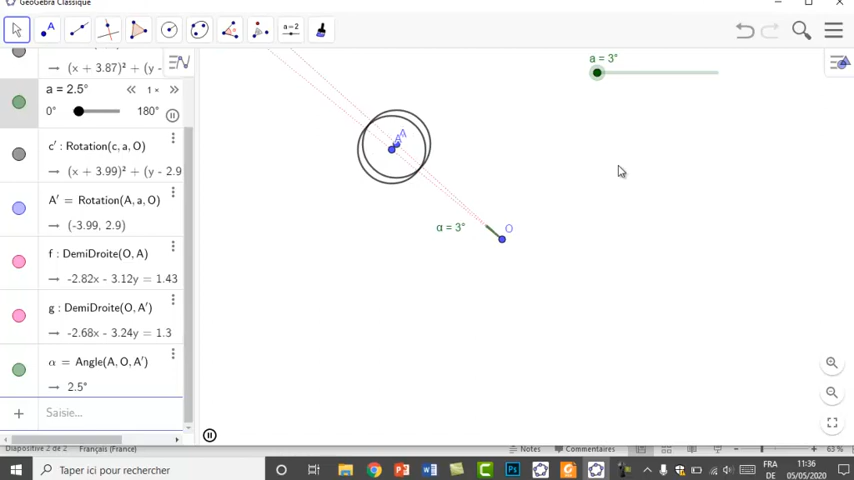 GeoGebra Classique
A
a=2
→ (x + 3.87)² + (y -
a = 2.5°
1 ×
0°
180°
c′ : Rotation(c, a, O)
→ (x + 3.99)² + (y - 2.9
A′ = Rotation(A, a, O)
→ (-3.99, 2.9)
f : DemiDroite(O, A)
→ -2.82x - 3.12y = 1.43
g : DemiDroite(O, A′)
→ -2.68x - 3.24y = 1.3
α = Angle(A, O, A′)
→ 2.5°
+ Saisie...
a = 3°
A
A′
O
α = 3°
Diapositive 2 de 2
Français (France)
Notes
Commentaires
63 %
Taper ici pour rechercher
FRA
DE
11:36
05/05/2020